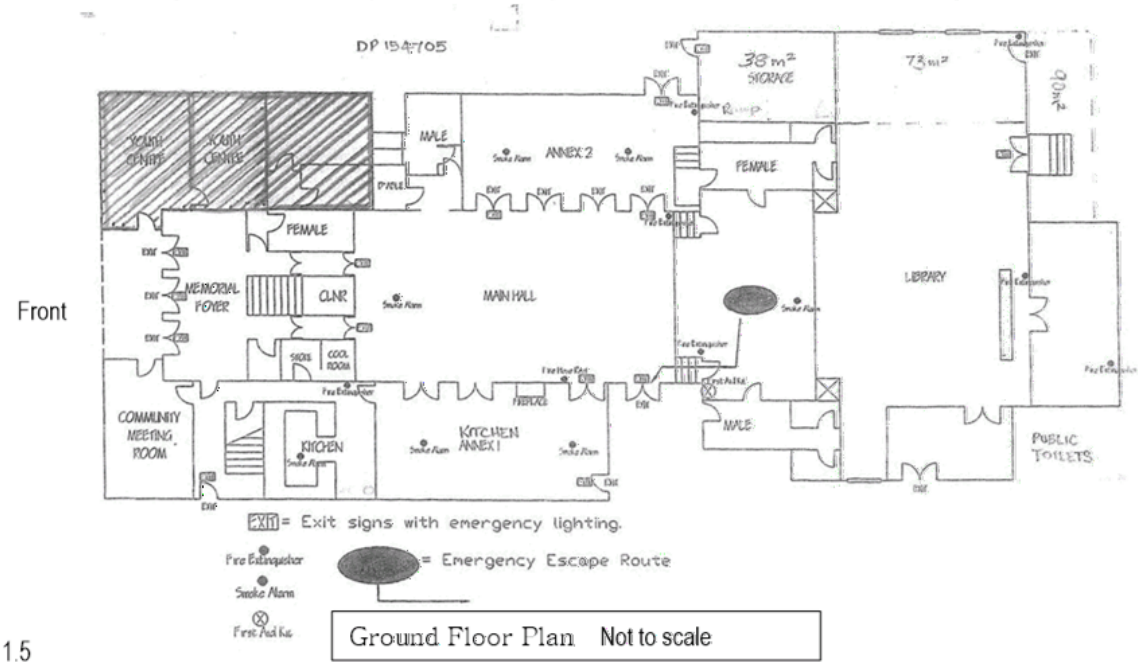 DP 154705
38 m²
STORAGE
73 m²
90 m²
Fire Extinguisher
EXIT
EXIT
EXIT
Fire Extinguisher
Ramp
YOUTH
CENTRE
YOUTH
CENTRE
MALE
Smoke Alarm
ANNEX 2
Smoke Alarm
FEMALE
EXIT
EXIT
EXIT
EXIT
Fire Extinguisher
FEMALE
EXIT
Front
EXIT
EXIT
EXIT
MEMORIAL
FOYER
CLNR
Smoke Alarm
MAIN HALL
Smoke Alarm
LIBRARY
Fire Extinguisher
STORE
COOL
ROOM
Fire Extinguisher
Fire Extinguisher
Fire Extinguisher
First Aid Kit
FIREPLACE
EXIT
COMMUNITY
MEETING
ROOM
KITCHEN
Smoke Alarm
Smoke Alarm
KITCHEN
ANNEX 1
Smoke Alarm
MALE
PUBLIC
TOILETS
EXIT
EXIT
EXIT
EXIT = Exit signs with emergency lighting.
Fire Extinguisher
= Emergency Escape Route
Smoke Alarm
First Aid Kit
Ground Floor Plan Not to scale
1.5